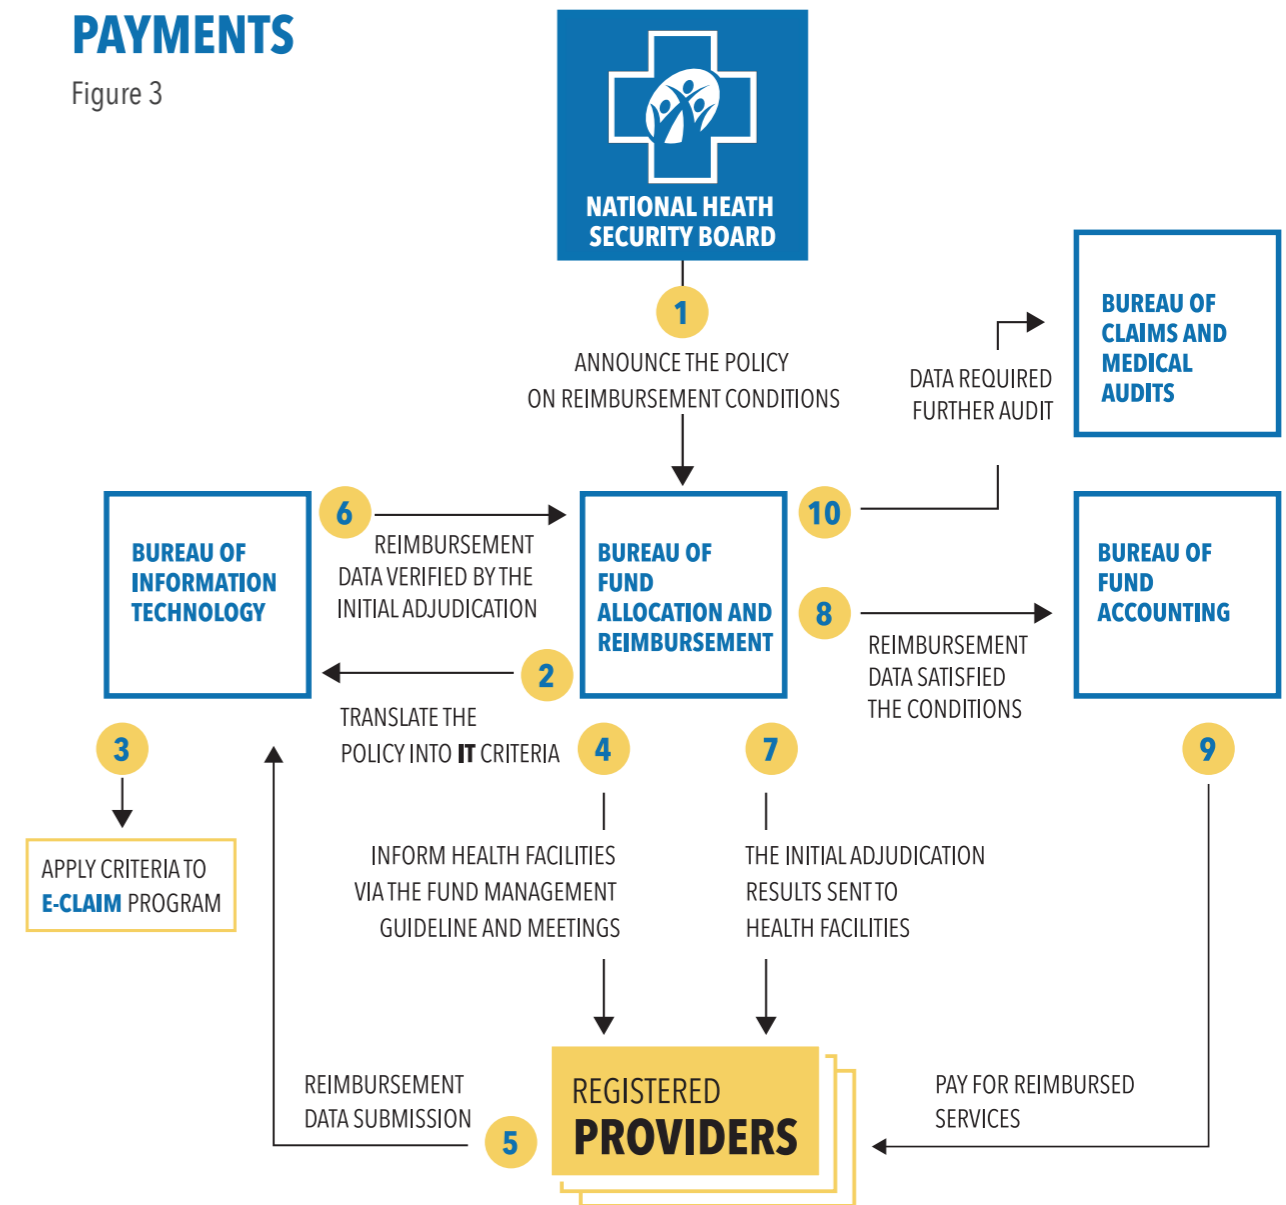 PAYMENTS
Figure 3
NATIONAL HEATH
SECURITY BOARD
1
ANNOUNCE THE POLICY
ON REIMBURSEMENT CONDITIONS
BUREAU OF
CLAIMS AND
MEDICAL
AUDITS
DATA REQUIRED
FURTHER AUDIT
BUREAU OF
INFORMATION
TECHNOLOGY
6
REIMBURSEMENT
DATA VERIFIED BY THE
INITIAL ADJUDICATION
BUREAU OF
FUND
ALLOCATION AND
REIMBURSEMENT
10
8
REIMBURSEMENT
DATA SATISFIED
THE CONDITIONS
BUREAU OF
FUND
ACCOUNTING
2
TRANSLATE THE
POLICY INTO IT CRITERIA
3
APPLY CRITERIA TO
E-CLAIM PROGRAM
4
INFORM HEALTH FACILITIES
VIA THE FUND MANAGEMENT
GUIDELINE AND MEETINGS
7
THE INITIAL ADJUDICATION
RESULTS SENT TO
HEALTH FACILITIES
9
REIMBURSEMENT
DATA SUBMISSION
5
REGISTERED
PROVIDERS
PAY FOR REIMBURSED
SERVICES